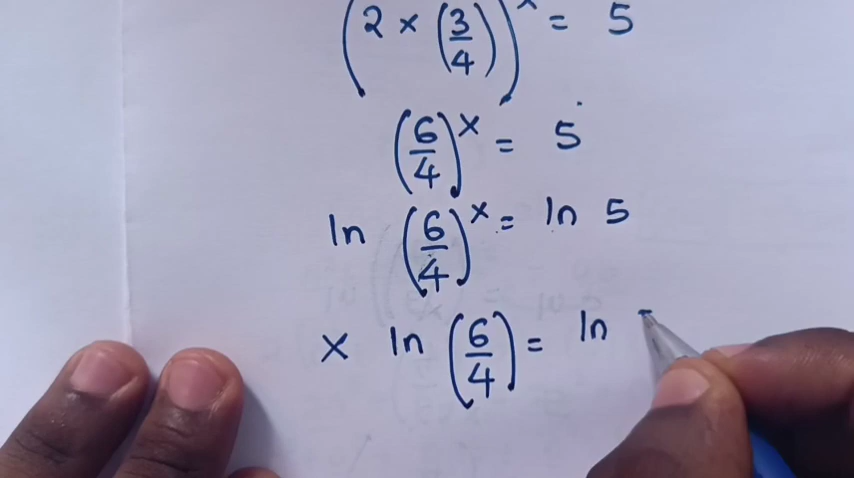 (2 × (3/4))^x = 5
(6/4)^x = 5
ln (6/4)^x = ln 5
x ln (6/4) = ln